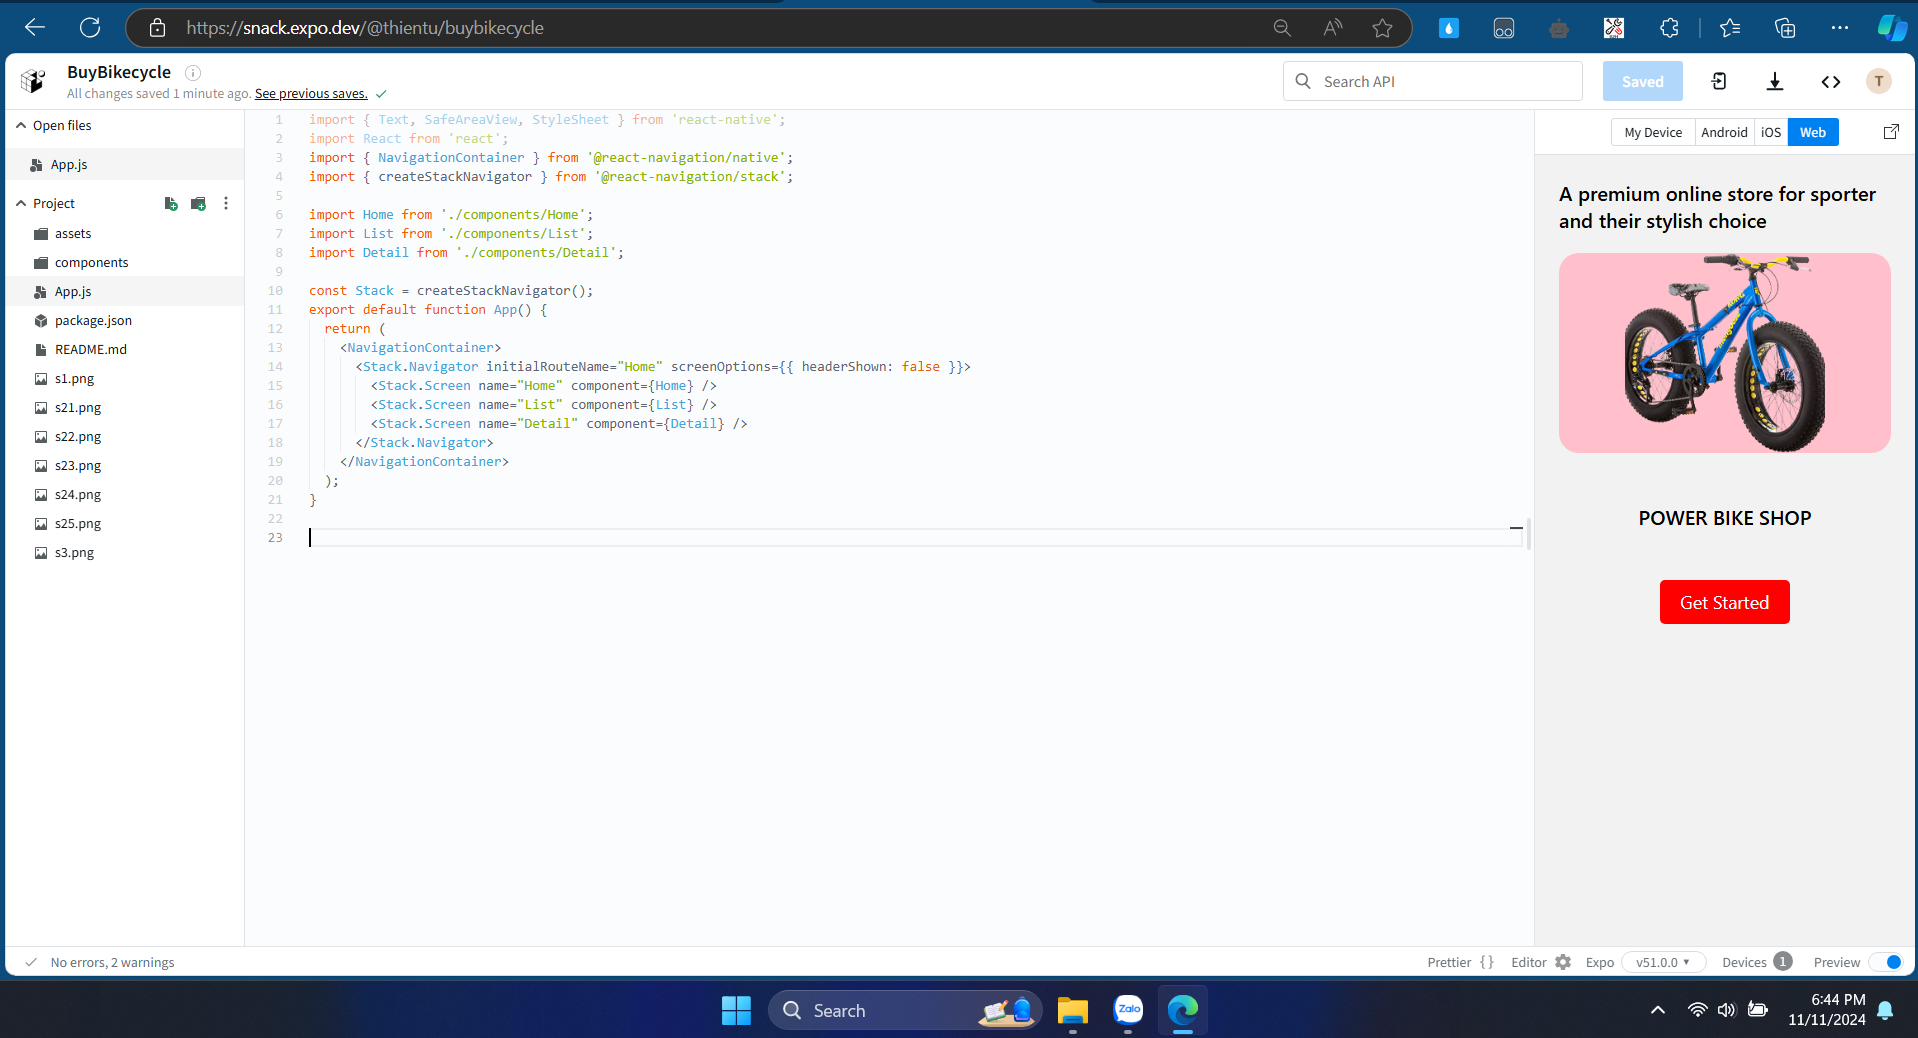 https://snack.expo.dev/@thientu/buybikecycle
BuyBikecycle
All changes saved 1 minute ago. See previous saves.
Search API
Saved
T
Open files
App.js
Project
assets
components
App.js
package.json
README.md
s1.png
s21.png
s22.png
s23.png
s24.png
s25.png
s3.png
1 import { Text, SafeAreaView, StyleSheet } from 'react-native';
2 import React from 'react';
3 import { NavigationContainer } from '@react-navigation/native';
4 import { createStackNavigator } from '@react-navigation/stack';
5
6 import Home from './components/Home';
7 import List from './components/List';
8 import Detail from './components/Detail';
9
10 const Stack = createStackNavigator();
11 export default function App() {
12 return (
13 <NavigationContainer>
14 <Stack.Navigator initialRouteName="Home" screenOptions={{ headerShown: false }}>
15 <Stack.Screen name="Home" component={Home} />
16 <Stack.Screen name="List" component={List} />
17 <Stack.Screen name="Detail" component={Detail} />
18 </Stack.Navigator>
19 </NavigationContainer>
20 );
21 }
22
23
My Device Android iOS Web
A premium online store for sporter
and their stylish choice
POWER BIKE SHOP
Get Started
No errors, 2 warnings
Prettier {} Editor Expo v51.0.0 Devices 1 Preview
Search
Zalo
6:44 PM
11/11/2024